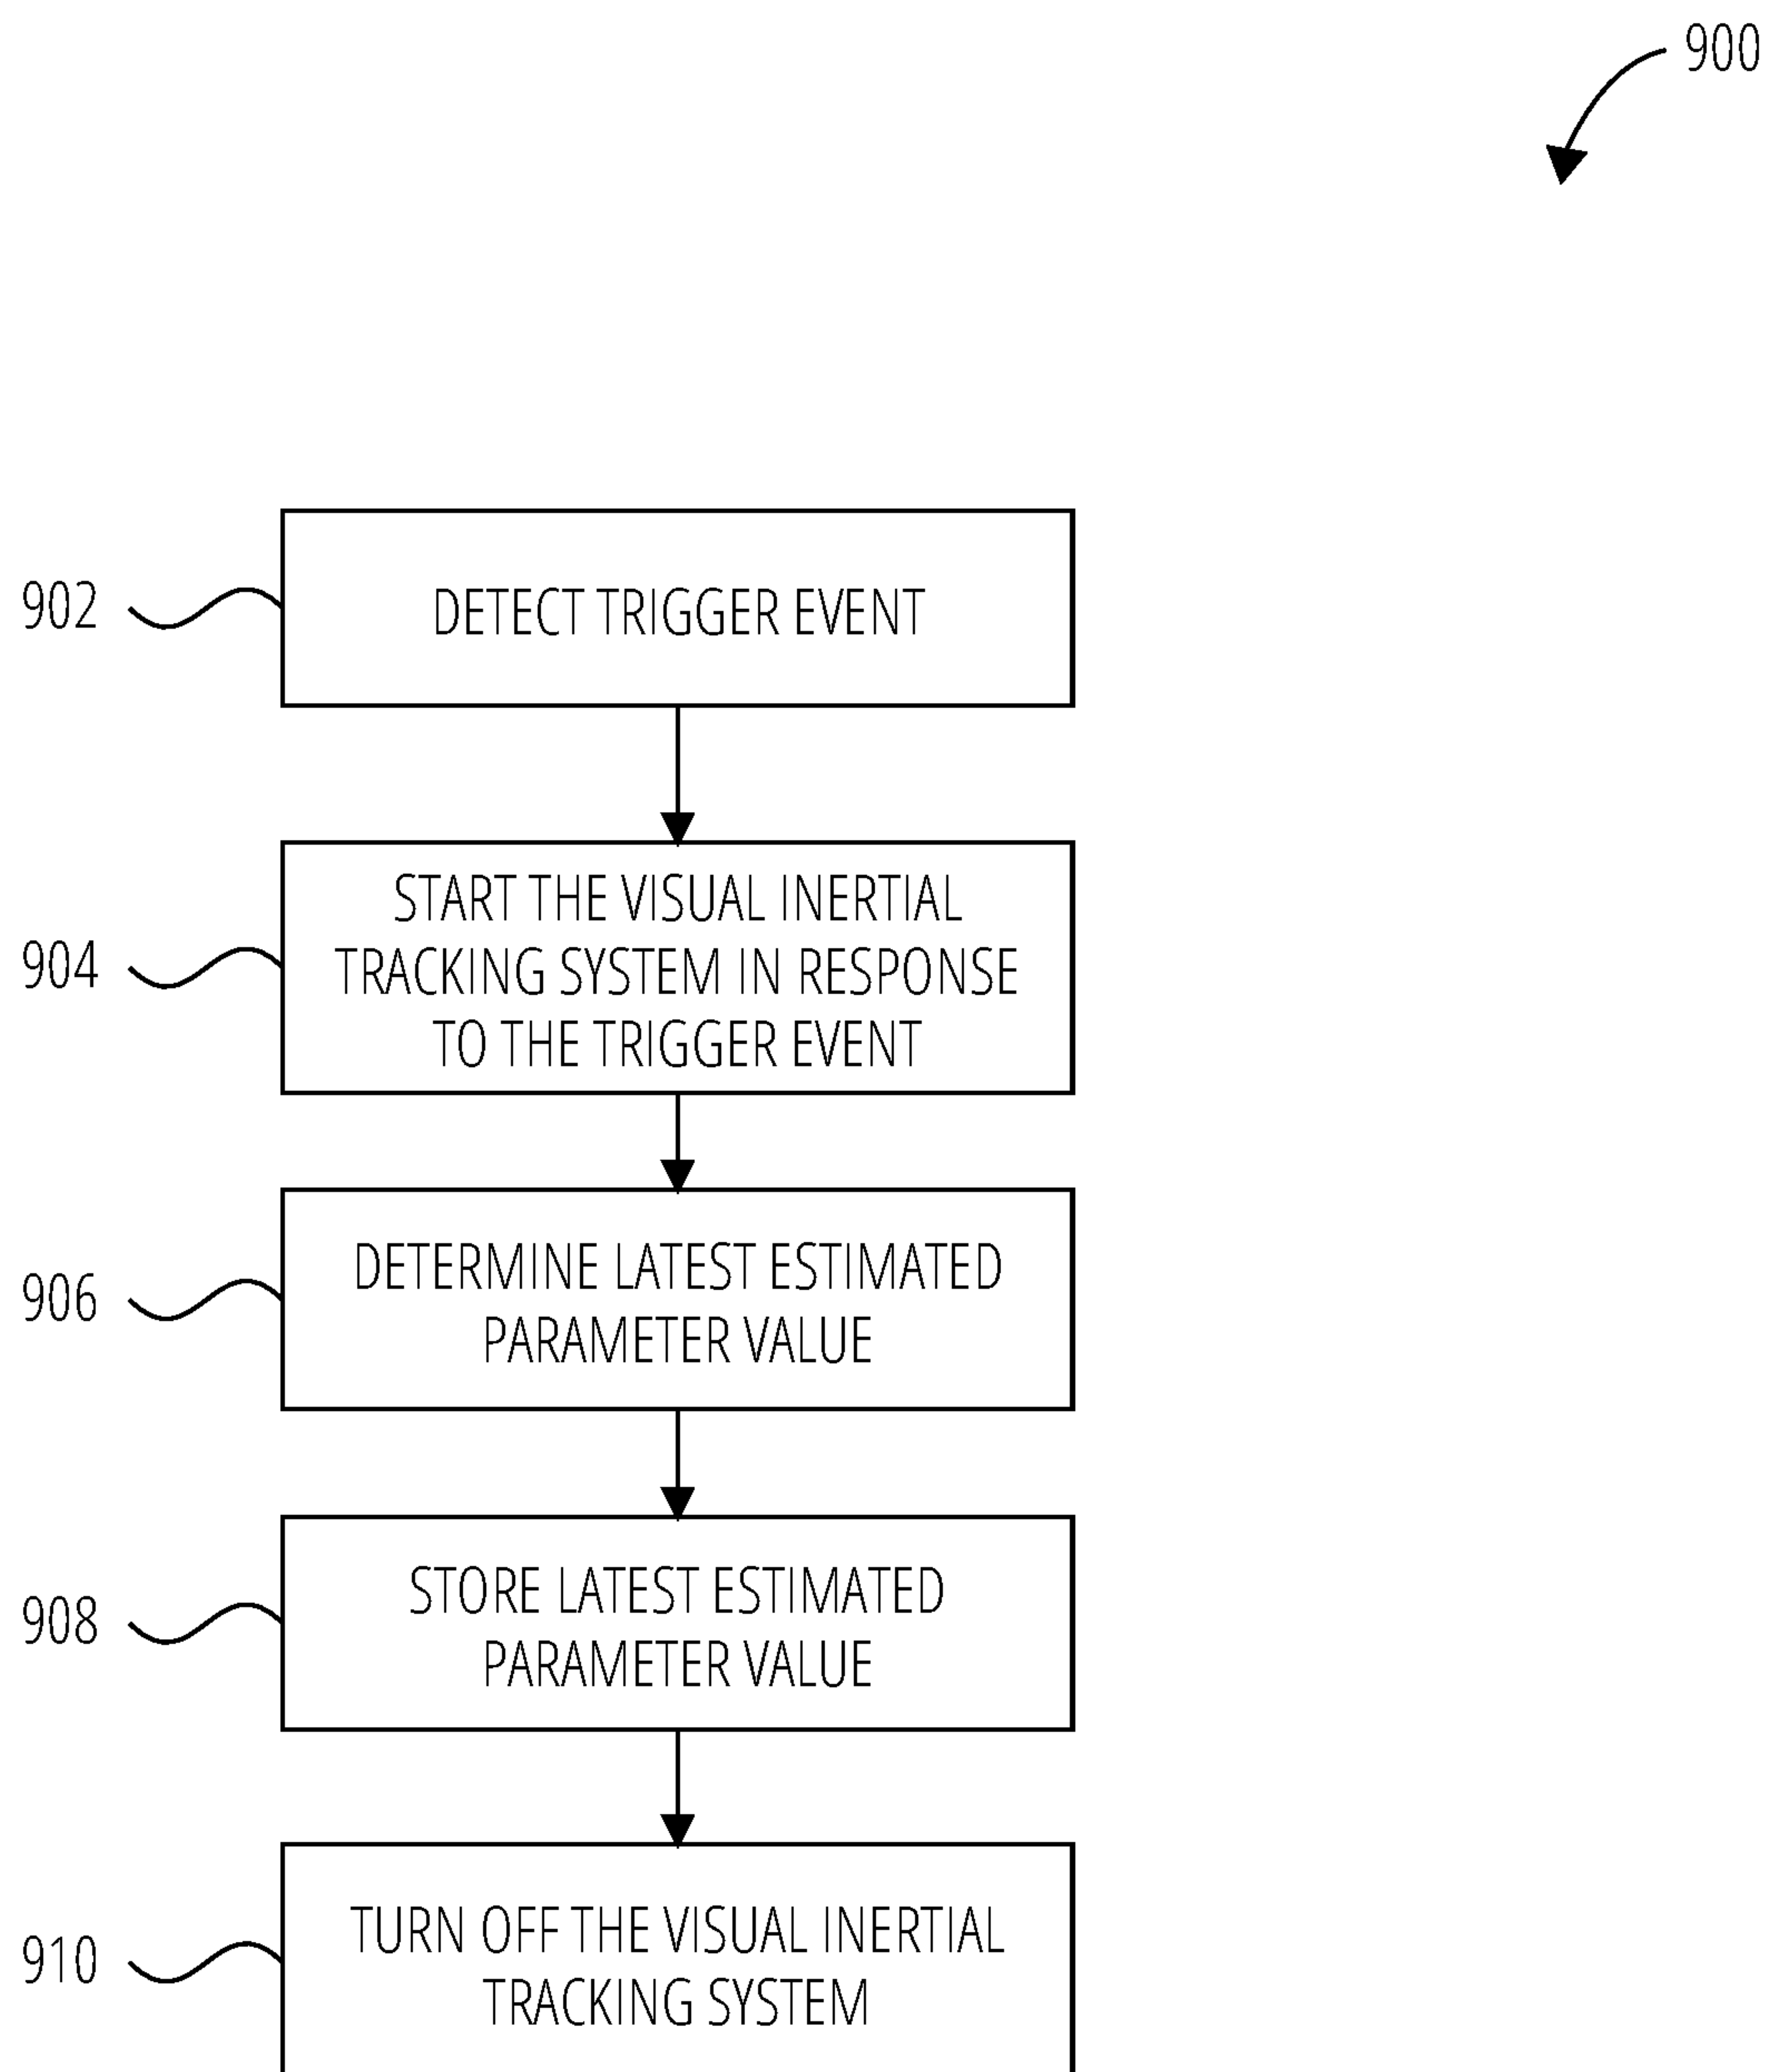 900
902
DETECT TRIGGER EVENT
904
START THE VISUAL INERTIAL
TRACKING SYSTEM IN RESPONSE
TO THE TRIGGER EVENT
906
DETERMINE LATEST ESTIMATED
PARAMETER VALUE
908
STORE LATEST ESTIMATED
PARAMETER VALUE
910
TURN OFF THE VISUAL INERTIAL
TRACKING SYSTEM